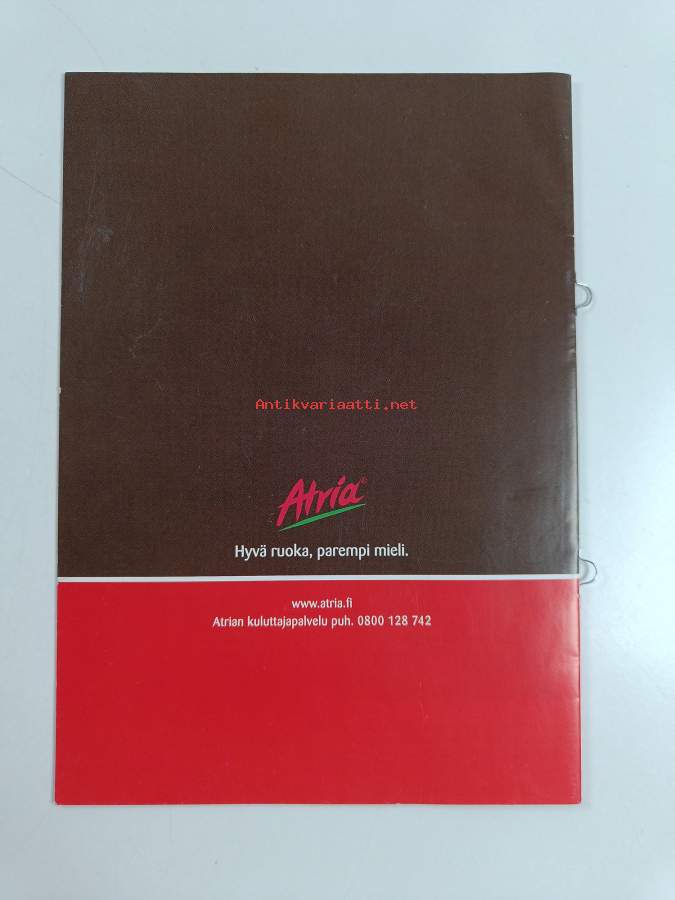 Antikvariaatti.net
Atria®
Hyvä ruoka, parempi mieli.
www.atria.fi
Atrian kuluttajapalvelu puh. 0800 128 742